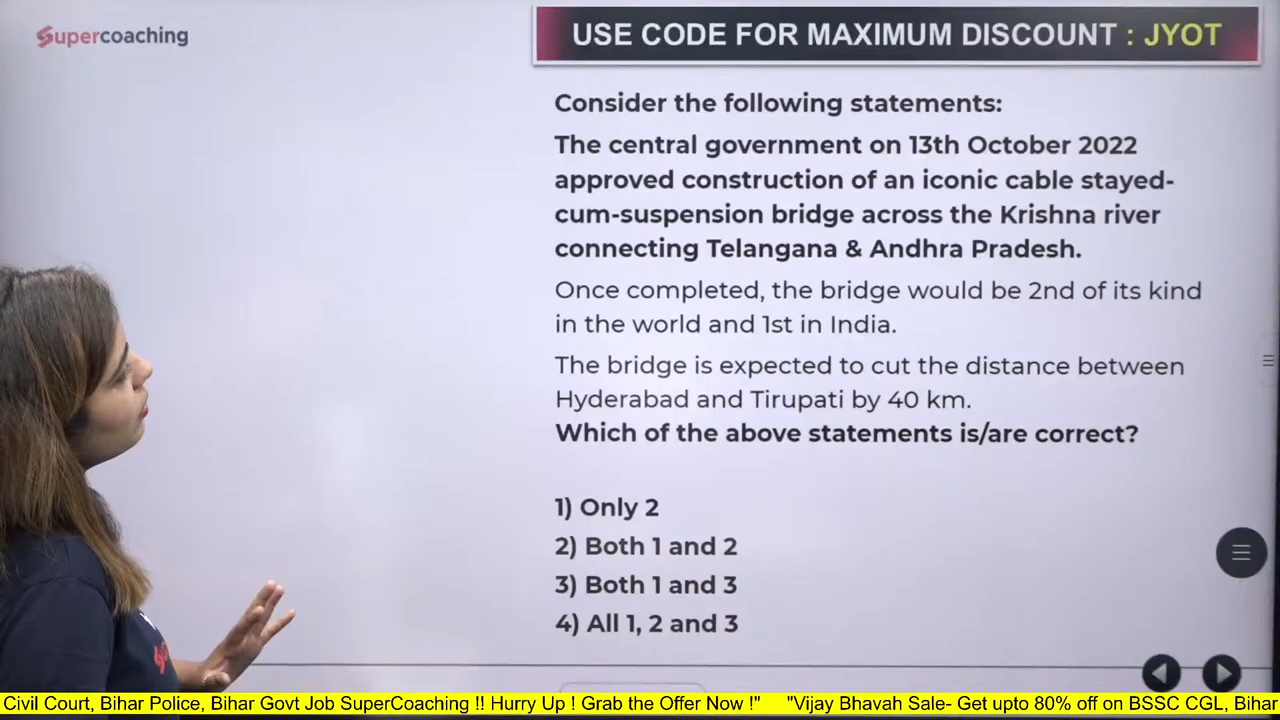 Supercoaching
USE CODE FOR MAXIMUM DISCOUNT : JYOT
Consider the following statements:
The central government on 13th October 2022
approved construction of an iconic cable stayed-
cum-suspension bridge across the Krishna river
connecting Telangana & Andhra Pradesh.
Once completed, the bridge would be 2nd of its kind
in the world and 1st in India.
The bridge is expected to cut the distance between
Hyderabad and Tirupati by 40 km.
Which of the above statements is/are correct?
1) Only 2
2) Both 1 and 2
3) Both 1 and 3
4) All 1, 2 and 3
Civil Court, Bihar Police, Bihar Govt Job SuperCoaching !! Hurry Up ! Grab the Offer Now !" "Vijay Bhavah Sale- Get upto 80% off on BSSC CGL, Bihar